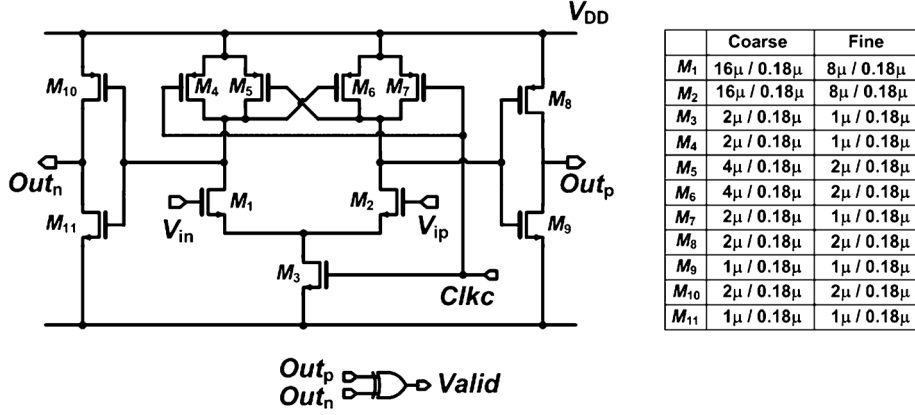 V_DD
M_10
M_4
M_5
M_6
M_7
M_8
Out_n
M_11
M_1
V_in
M_2
V_ip
Out_p
M_9
M_3
Clkc
Out_p
Out_n
Valid
Coarse Fine
M_1 16μ / 0.18μ 8μ / 0.18μ
M_2 16μ / 0.18μ 8μ / 0.18μ
M_3 2μ / 0.18μ 1μ / 0.18μ
M_4 2μ / 0.18μ 1μ / 0.18μ
M_5 4μ / 0.18μ 2μ / 0.18μ
M_6 4μ / 0.18μ 2μ / 0.18μ
M_7 2μ / 0.18μ 1μ / 0.18μ
M_8 2μ / 0.18μ 2μ / 0.18μ
M_9 1μ / 0.18μ 1μ / 0.18μ
M_10 2μ / 0.18μ 2μ / 0.18μ
M_11 1μ / 0.18μ 1μ / 0.18μ